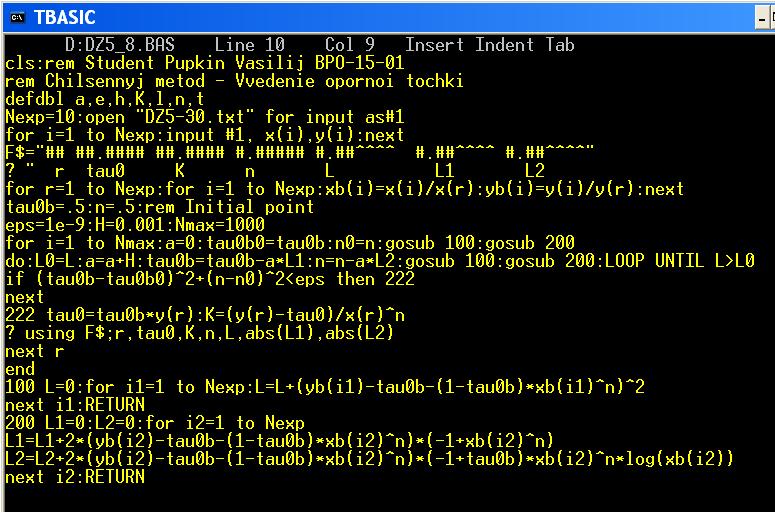 TBASIC
D:DZ5_8.BAS    Line 10    Col 9   Insert Indent Tab
cls:rem Student Pupkin Vasilij BPO-15-01
rem Chilsennyj metod - Vvedenie opornoi tochki
defdbl a,e,h,K,l,n,t
Nexp=10:open "DZ5-30.txt" for input as#1
for i=1 to Nexp:input #1, x(i),y(i):next
F$="## ##.#### ##.#### #.##### #.##^^^^  #.##^^^^ #.##^^^^"
? "  r  tau0     K      n       L          L1       L2
for r=1 to Nexp:for i=1 to Nexp:xb(i)=x(i)/x(r):yb(i)=y(i)/y(r):next
tau0b=.5:n=.5:rem Initial point
eps=1e-9:H=0.001:Nmax=1000
for i=1 to Nmax:a=0:tau0b0=tau0b:n0=n:gosub 100:gosub 200
do:L0=L:a=a+H:tau0b=tau0b-a*L1:n=n-a*L2:gosub 100:gosub 200:LOOP UNTIL L>L0
if (tau0b-tau0b0)^2+(n-n0)^2<eps then 222
next
222 tau0=tau0b*y(r):K=(y(r)-tau0)/x(r)^n
? using F$;r,tau0,K,n,L,abs(L1),abs(L2)
next r
end
100 L=0:for i1=1 to Nexp:L=L+(yb(i1)-tau0b-(1-tau0b)*xb(i1)^n)^2
next i1:RETURN
200 L1=0:L2=0:for i2=1 to Nexp
L1=L1+2*(yb(i2)-tau0b-(1-tau0b)*xb(i2)^n)*(-1+xb(i2)^n)
L2=L2+2*(yb(i2)-tau0b-(1-tau0b)*xb(i2)^n)*(-1+tau0b)*xb(i2)^n*log(xb(i2))
next i2:RETURN